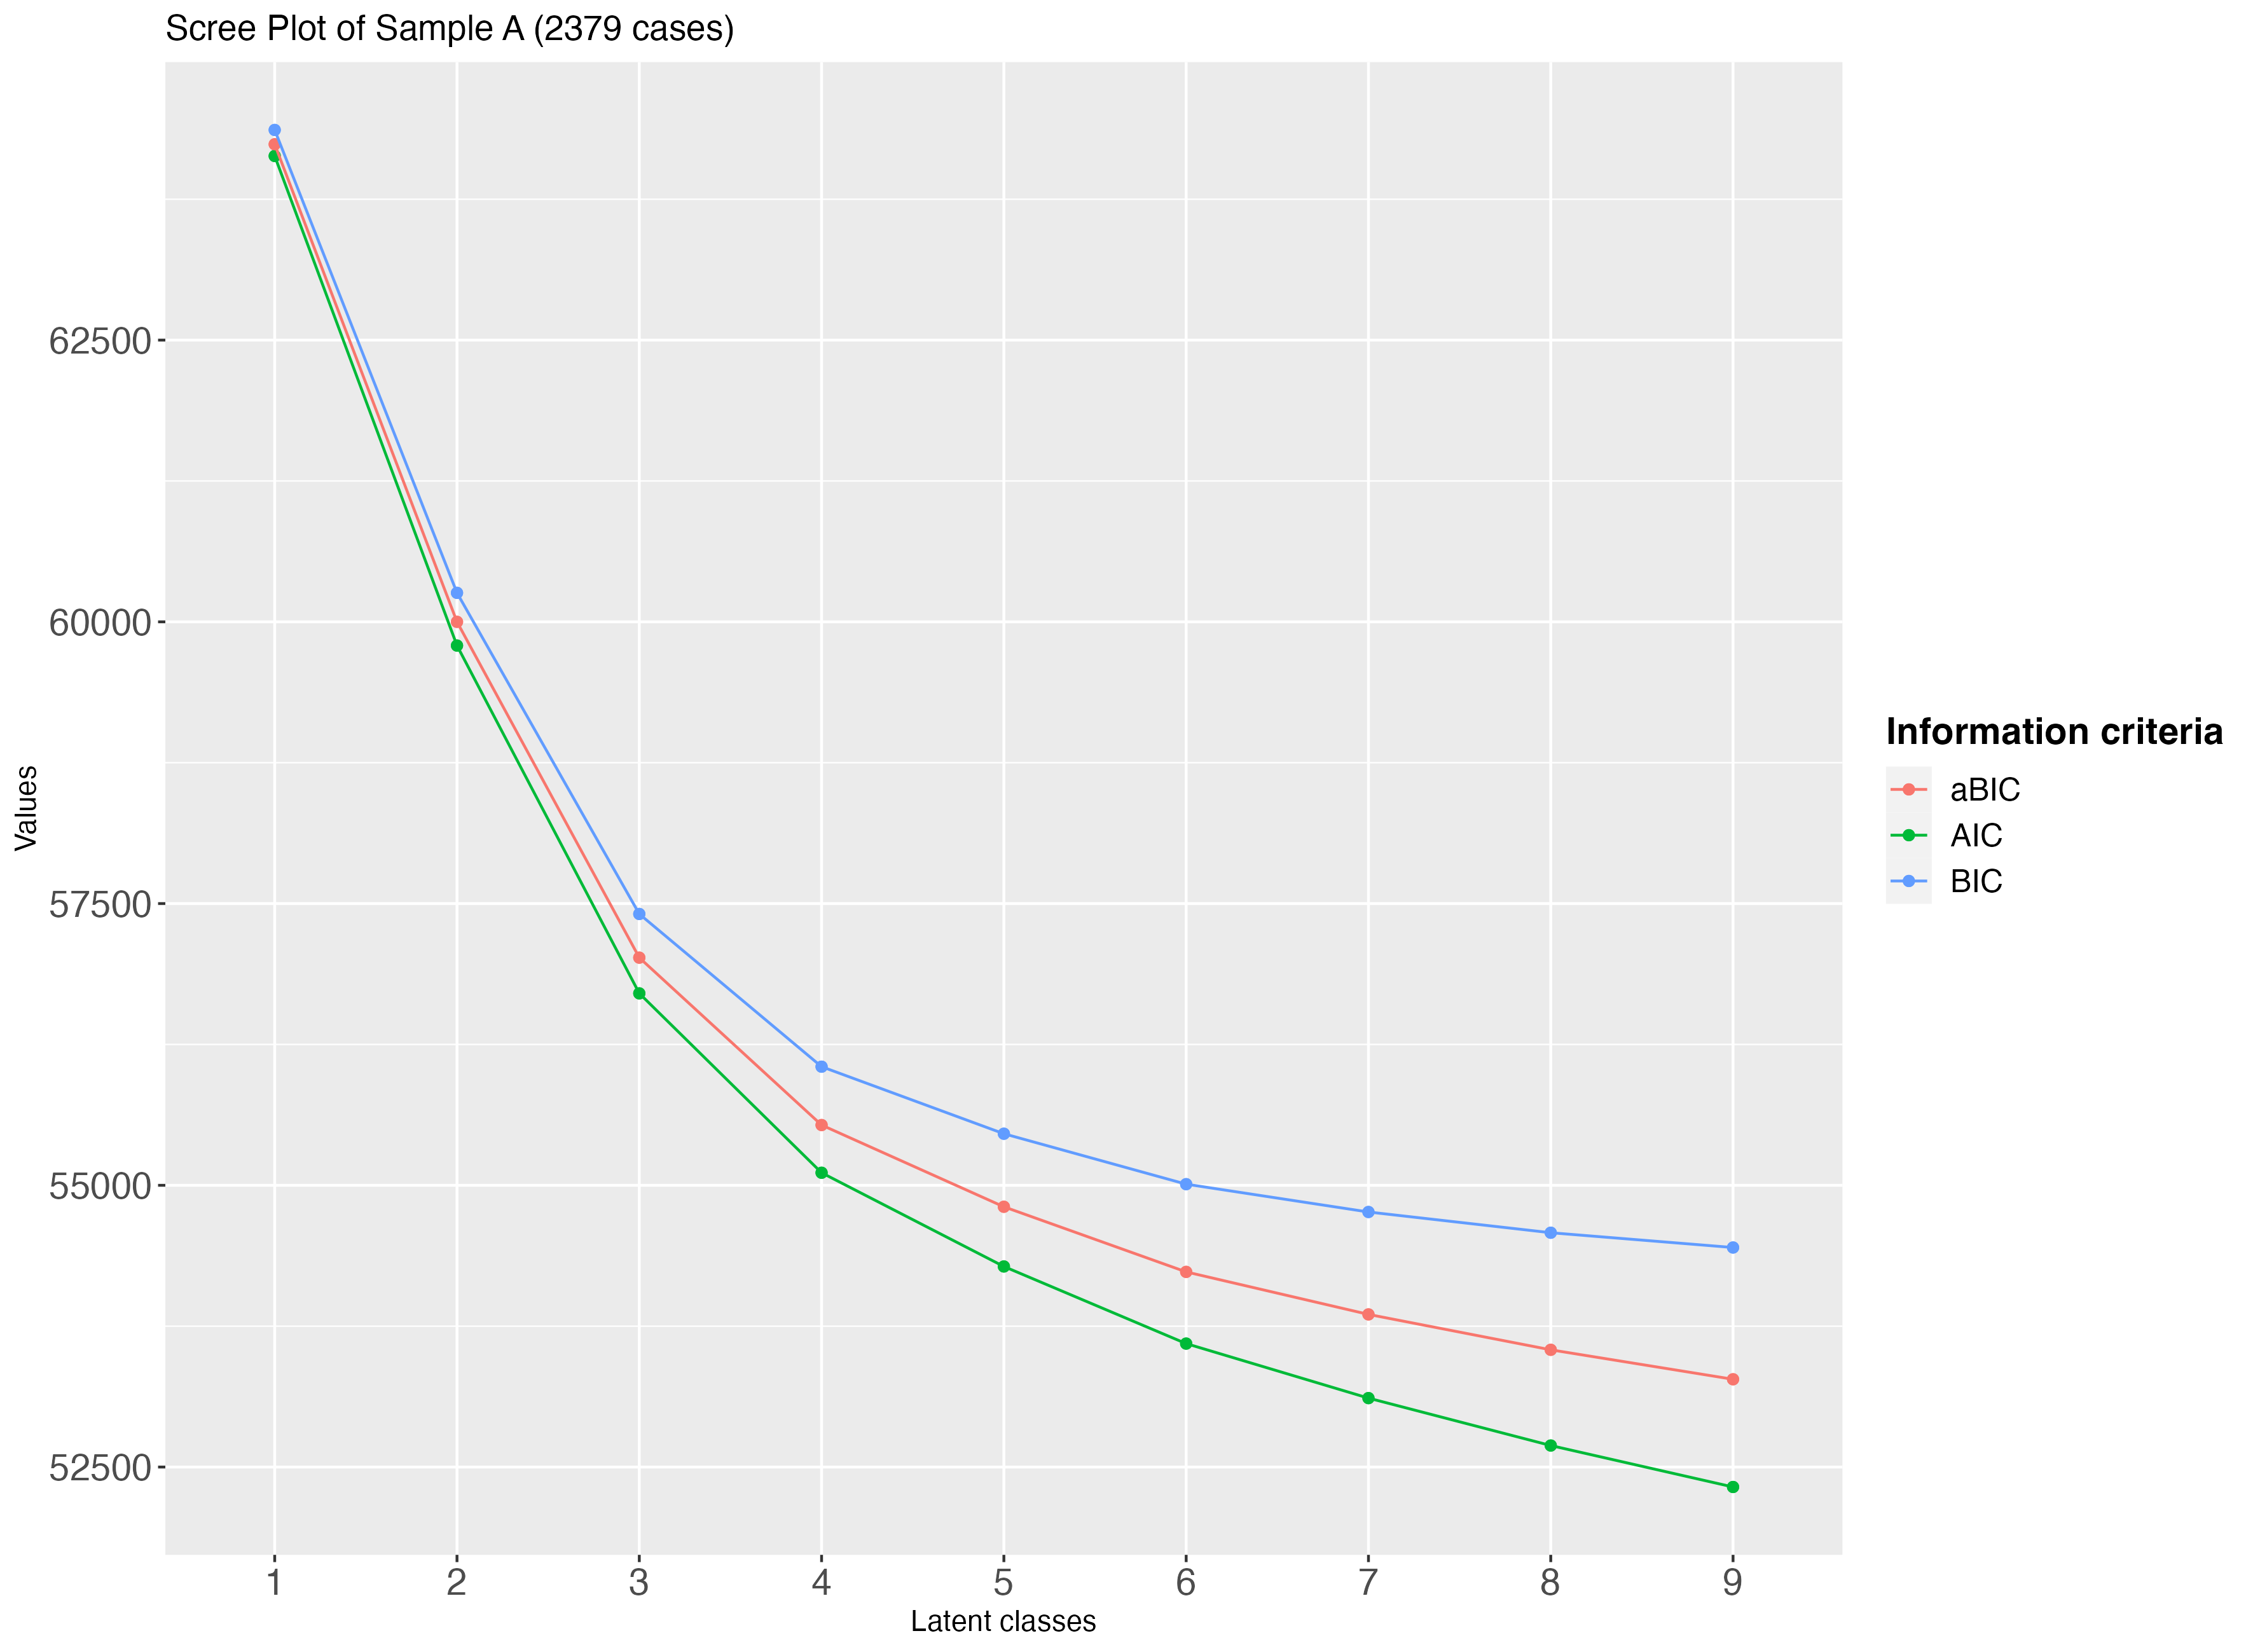 Scree Plot of Sample A (2379 cases)
62500
60000
57500
55000
52500
Values
1 2 3 4 5 6 7 8 9
Latent classes
Information criteria
aBIC
AIC
BIC